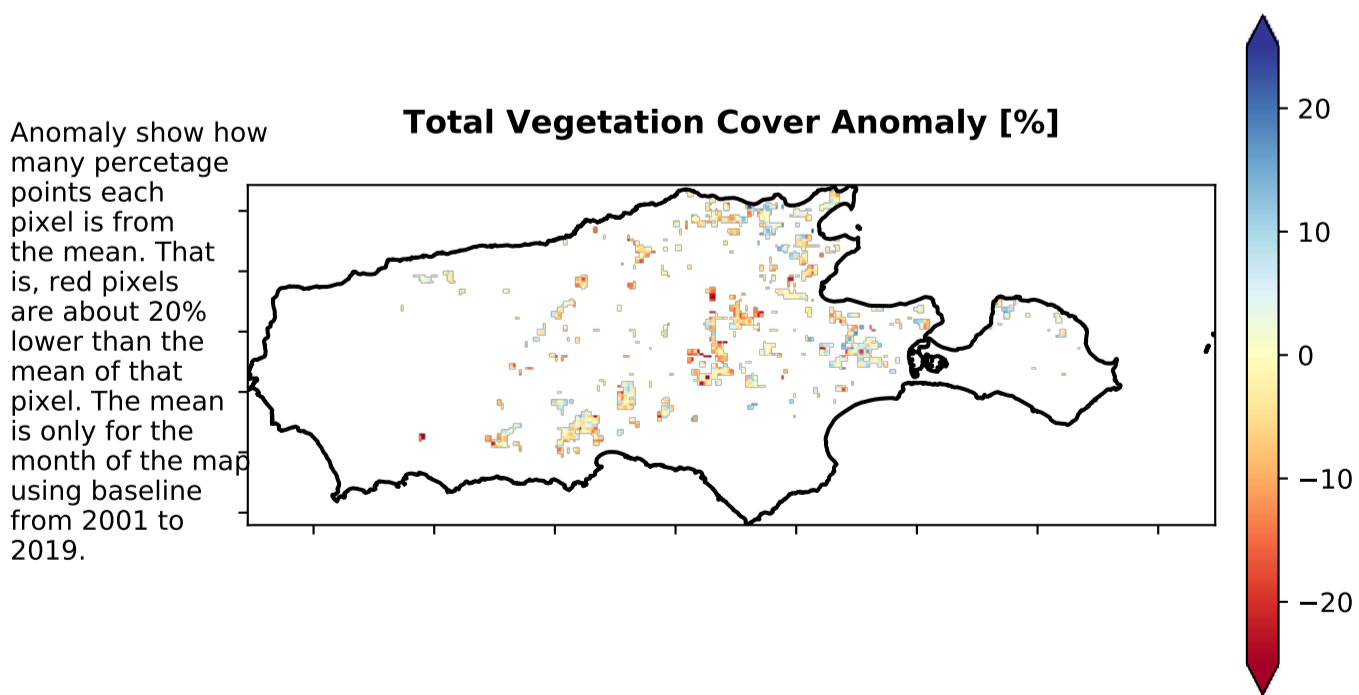 Total Vegetation Cover Anomaly [%]
Anomaly show how
many percetage
points each
pixel is from
the mean. That
is, red pixels
are about 20%
lower than the
mean of that
pixel. The mean
is only for the
month of the map
using baseline
from 2001 to
2019.
20
10
0
−10
−20